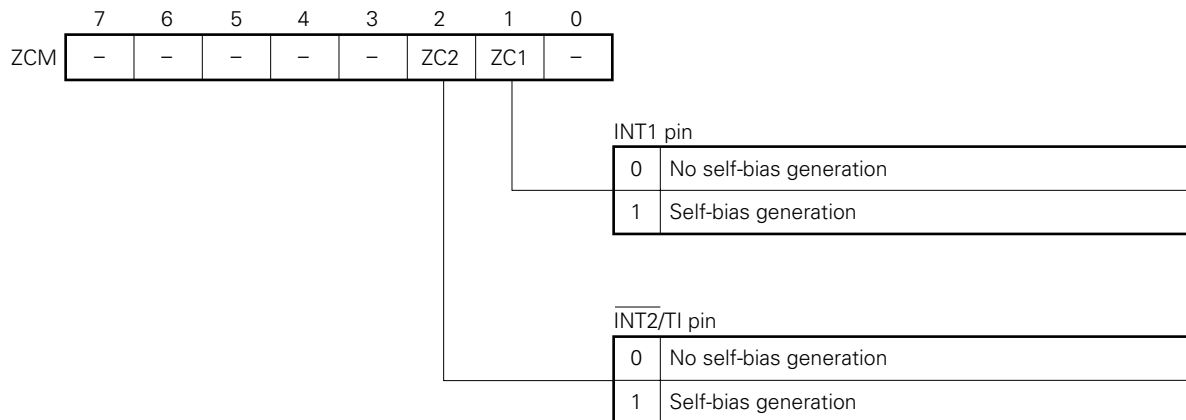 7 6 5 4 3 2 1 0
ZCM – – – – – ZC2 ZC1 –
INT1 pin
0 No self-bias generation
1 Self-bias generation
I̅N̅T̅2̅/TI pin
0 No self-bias generation
1 Self-bias generation